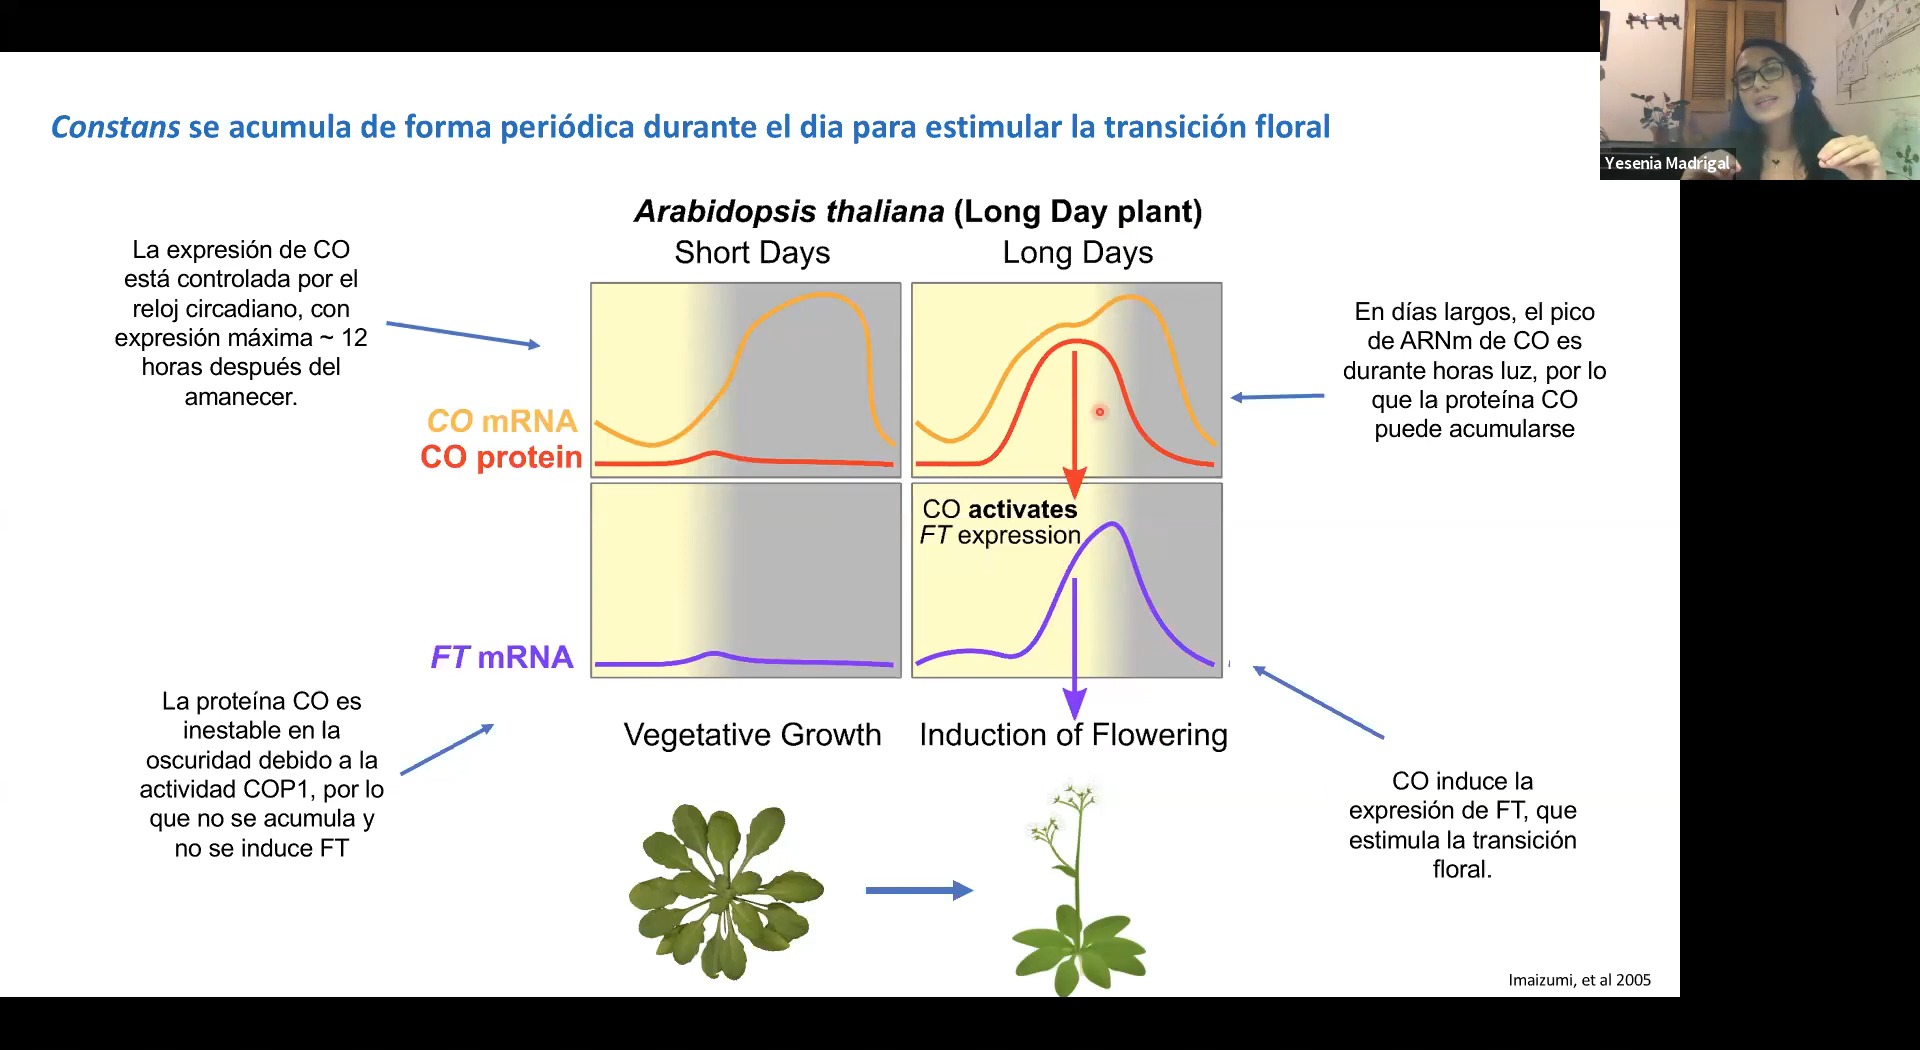 Constans se acumula de forma periódica durante el dia para estimular la transición floral
Yesenia Madrigal
Arabidopsis thaliana (Long Day plant)
Short Days
Long Days
La expresión de CO
está controlada por el
reloj circadiano, con
expresión máxima ~ 12
horas después del
amanecer.
CO mRNA
CO protein
En días largos, el pico
de ARNm de CO es
durante horas luz, por lo
que la proteína CO
puede acumularse
CO activates
FT expression
FT mRNA
La proteína CO es
inestable en la
oscuridad debido a la
actividad COP1, por lo
que no se acumula y
no se induce FT
Vegetative Growth
Induction of Flowering
CO induce la
expresión de FT, que
estimula la transición
floral.
Imaizumi, et al 2005